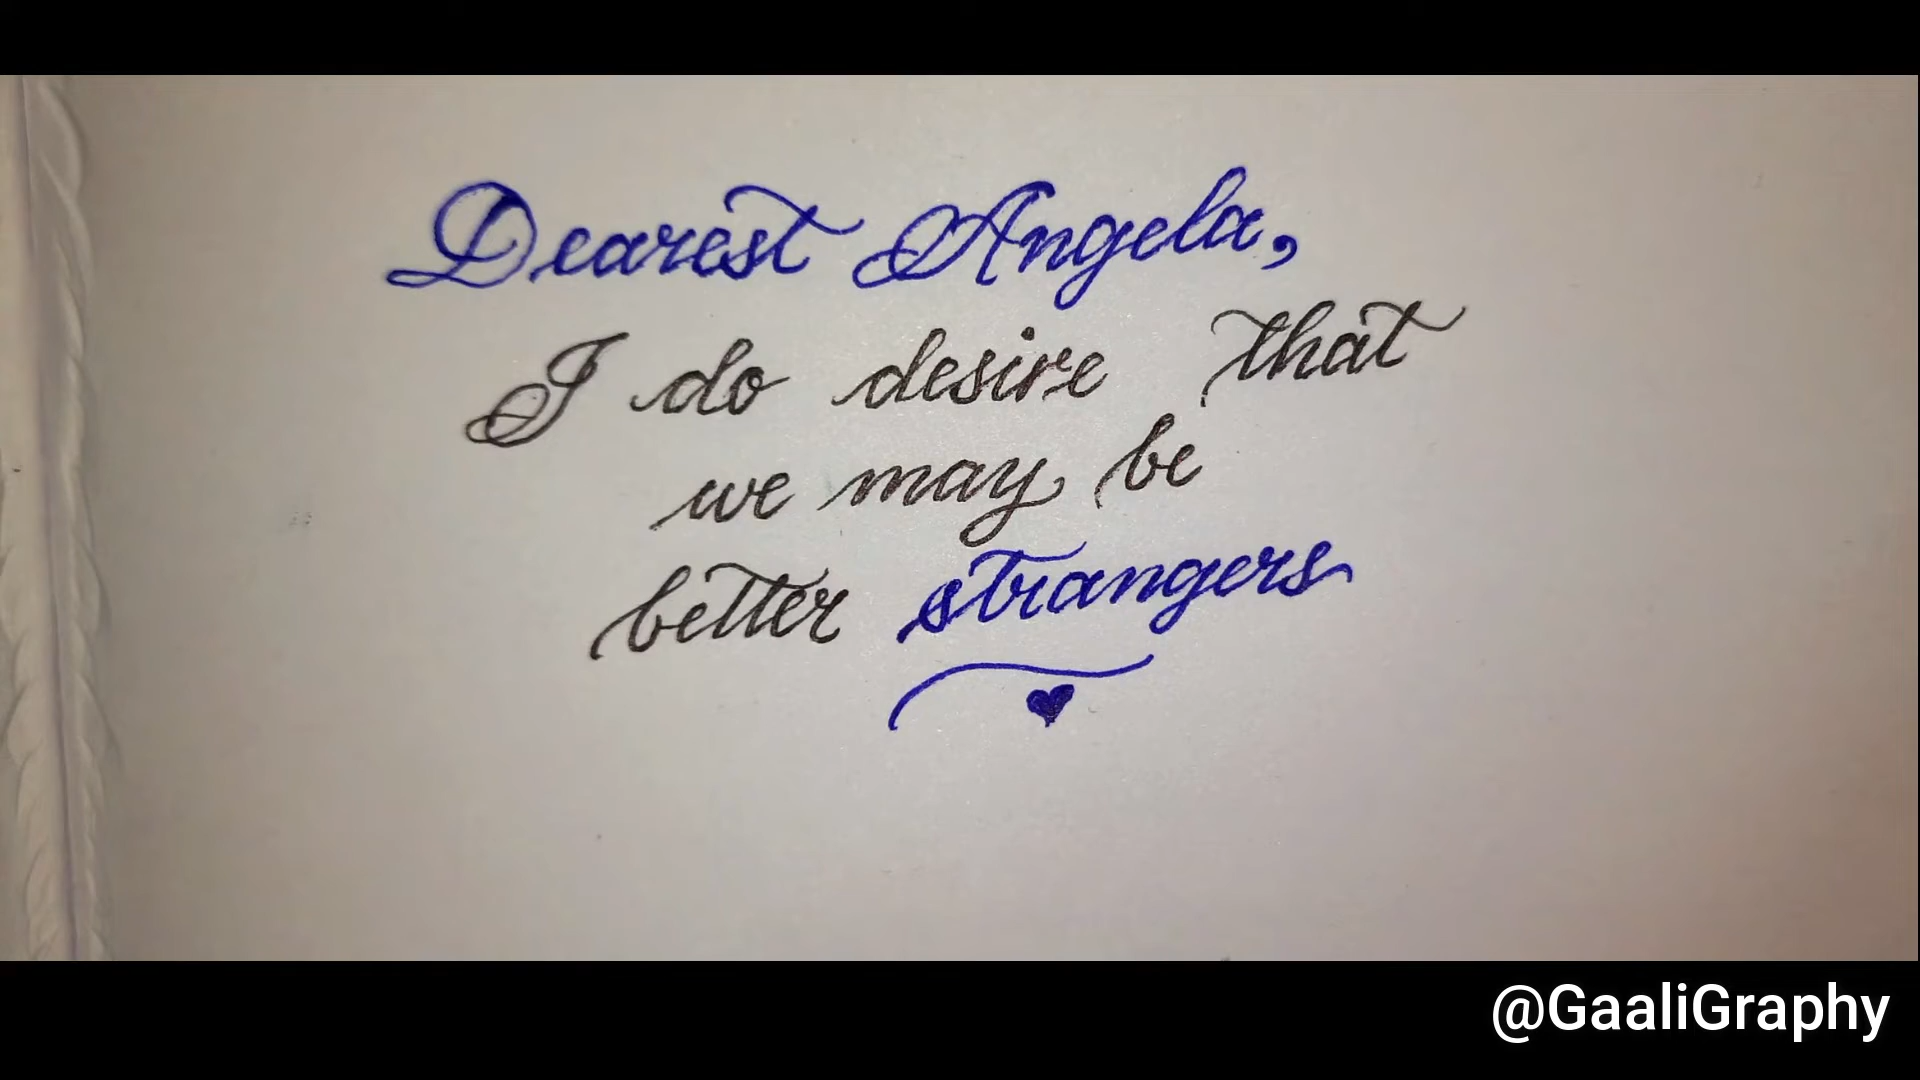 Dearest Angela,
I do desire that
we may be
better strangers
@GaaliGraphy